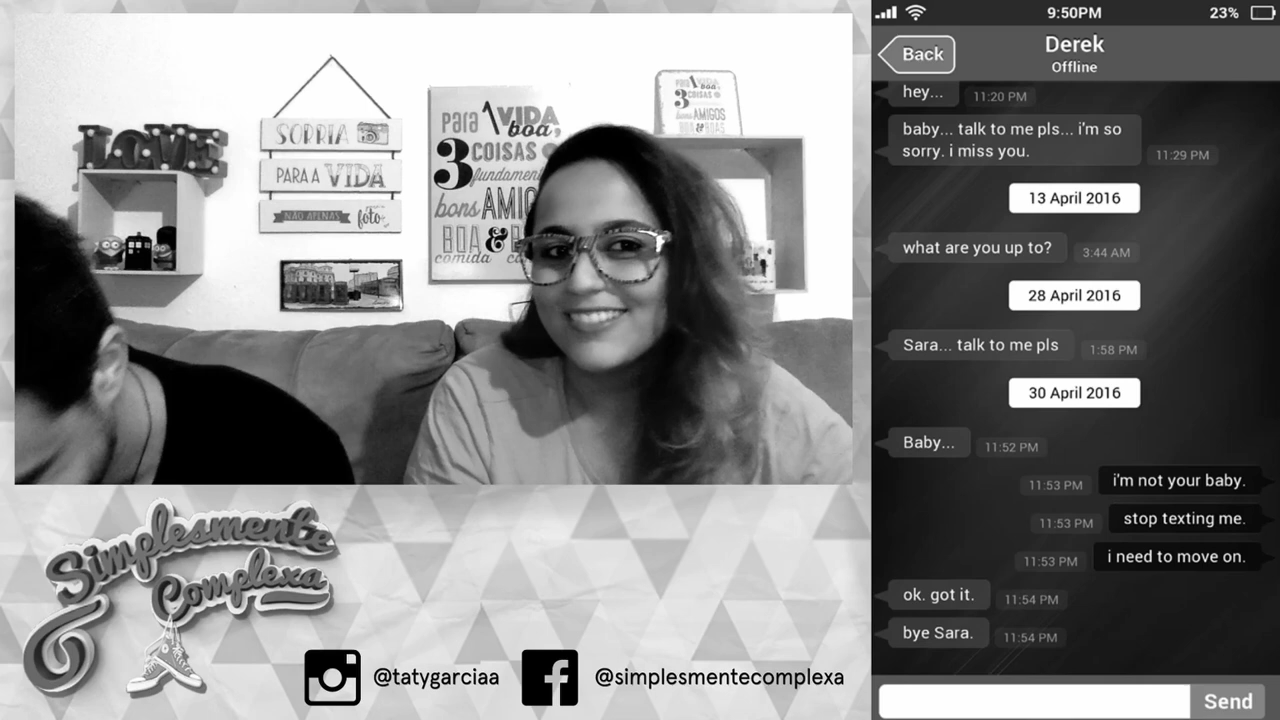 LOVE
SORRIA
PARA A VIDA
NÃO APENAS
foto
Para 1 VIDA
boa,
3 COISAS
fundament
bons AMIG
BOA &
comida
3 COISAS
AMIGOS
Simplesmente
Complexa
@tatygarciaa
@simplesmentecomplexa
9:50PM
23%
Back
Derek
Offline
hey...
11:20 PM
baby... talk to me pls... i'm so
sorry. i miss you.
11:29 PM
13 April 2016
what are you up to?
3:44 AM
28 April 2016
Sara... talk to me pls
1:58 PM
30 April 2016
Baby...
11:52 PM
11:53 PM
i'm not your baby.
11:53 PM
stop texting me.
11:53 PM
i need to move on.
ok. got it.
11:54 PM
bye Sara.
11:54 PM
Send